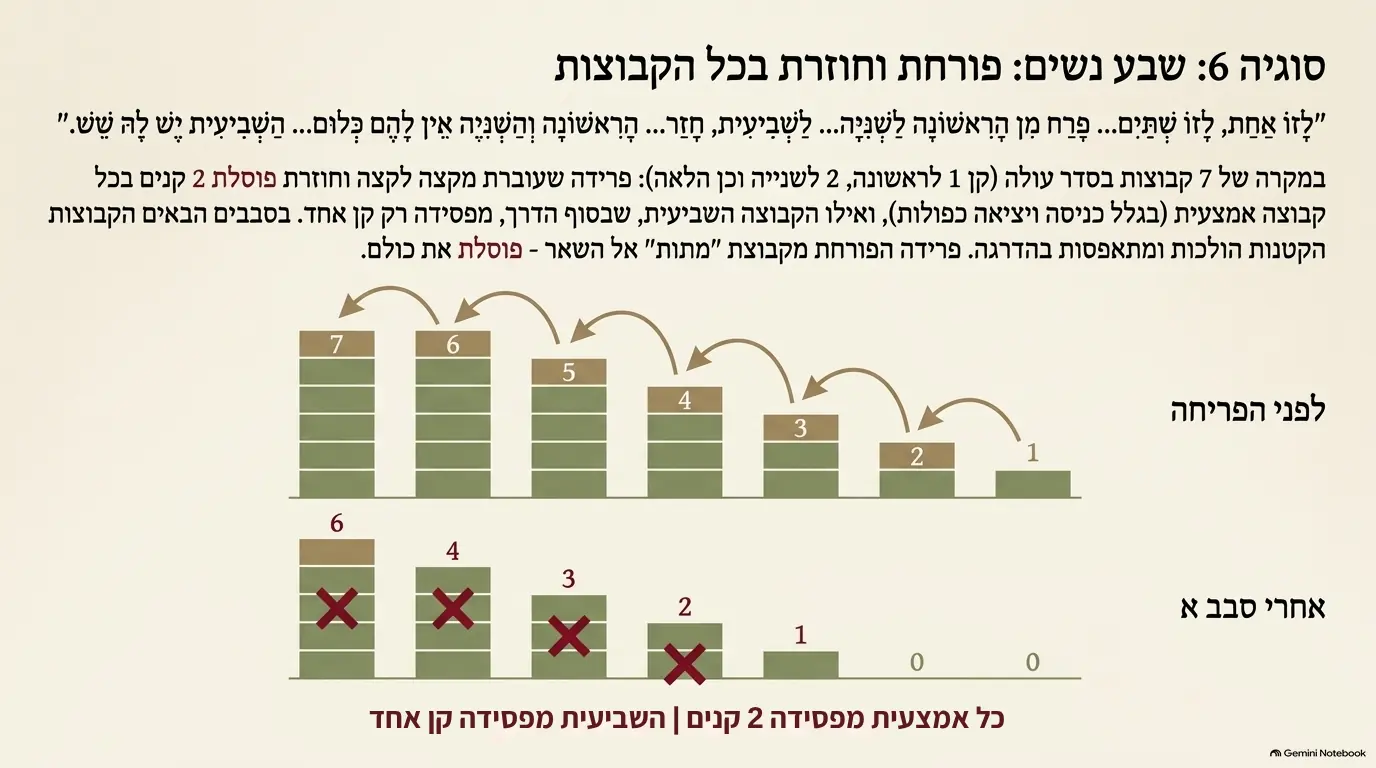 סוגיה 6: שבע נשים: פורחת וחוזרת בכל הקבוצות
"לָזוֹ אַחַת, לָזוֹ שְׁתַּיִם... פָּרַח מִן הָרִאשׁוֹנָה לַשְּׁנִיָּה... לַשְּׁבִיעִית, חָזַר... הָרִאשׁוֹנָה וְהַשְּׁנִיָּה אֵין לָהֶם כְּלוּם... הַשְּׁבִיעִית יֶשׁ לָהּ שֵׁשׁ."
במקרה של 7 קבוצות בסדר עולה (קן 1 לראשונה, 2 לשנייה וכן הלאה): פרידה שעוברת מקצה לקצה וחוזרת פוסלת 2 קנים בכל
קבוצה אמצעית (בגלל כניסה ויציאה כפולות), ואילו הקבוצה השביעית, שבסוף הדרך, מפסידה רק קן אחד. בסבבים הבאים הקבוצות
הקטנות הולכות ומתאפסות בהדרגה. פרידה הפורחת מקבוצת "מתות" אל השאר - פוסלת את כולם.
7 6 5 4 3 2 1
לפני הפריחה
6 4 3 2 1 0 0
אחרי סבב א
כל אמצעית מפסידה 2 קנים | השביעית מפסידה קן אחד
Gemini Notebook